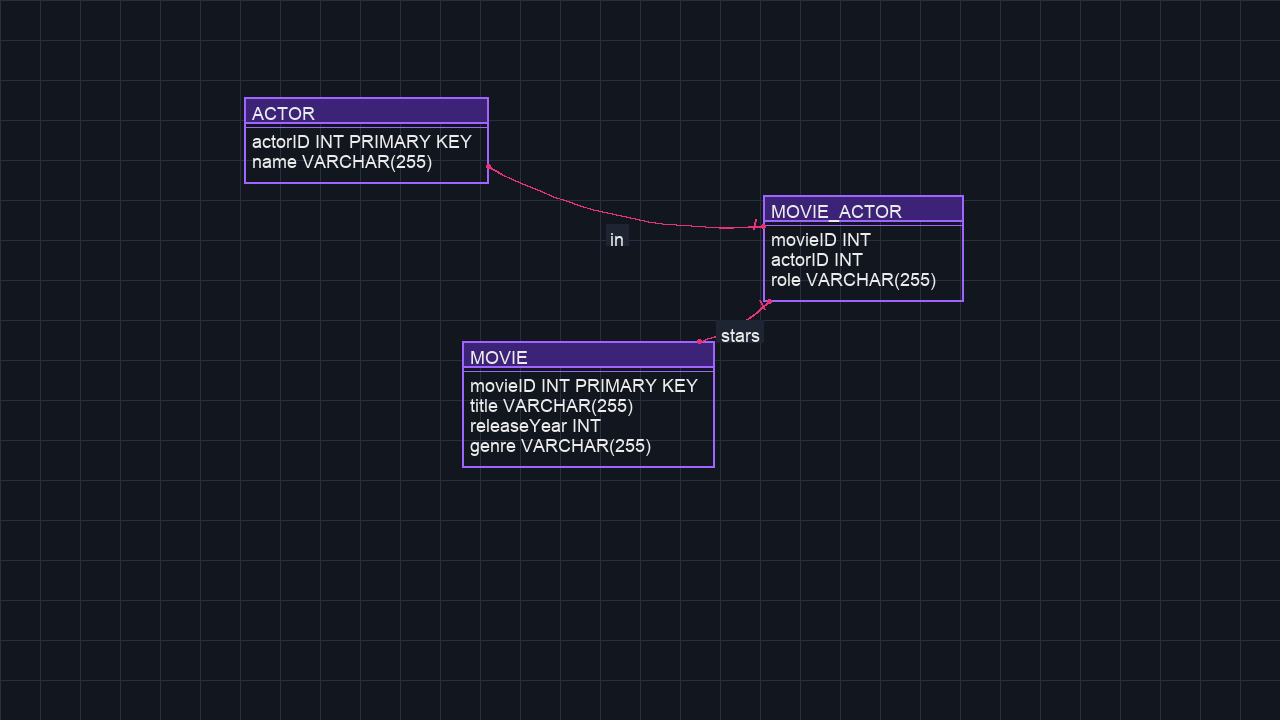 ACTOR
actorID INT PRIMARY KEY
name VARCHAR(255)
in
MOVIE_ACTOR
movieID INT
actorID INT
role VARCHAR(255)
stars
MOVIE
movieID INT PRIMARY KEY
title VARCHAR(255)
releaseYear INT
genre VARCHAR(255)